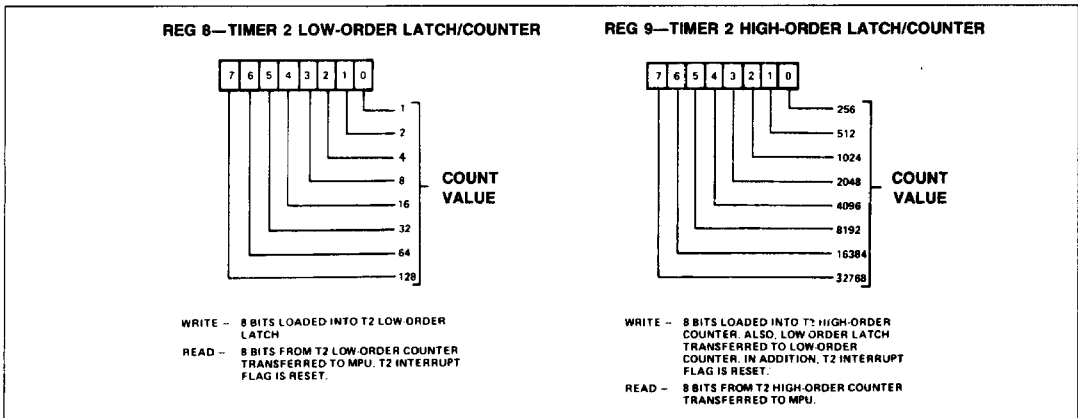 REG 8—TIMER 2 LOW-ORDER LATCH/COUNTER
7 6 5 4 3 2 1 0
1
2
4
8
16
32
64
128
COUNT
VALUE
WRITE – 8 BITS LOADED INTO T2 LOW-ORDER
LATCH
READ – 8 BITS FROM T2 LOW-ORDER COUNTER
TRANSFERRED TO MPU. T2 INTERRUPT
FLAG IS RESET.
REG 9—TIMER 2 HIGH-ORDER LATCH/COUNTER
7 6 5 4 3 2 1 0
256
512
1024
2048
4096
8192
16384
32768
COUNT
VALUE
WRITE – 8 BITS LOADED INTO T2 HIGH-ORDER
COUNTER. ALSO, LOW-ORDER LATCH
TRANSFERRED TO LOW-ORDER
COUNTER. IN ADDITION, T2 INTERRUPT
FLAG IS RESET.
READ – 8 BITS FROM T2 HIGH-ORDER COUNTER
TRANSFERRED TO MPU.